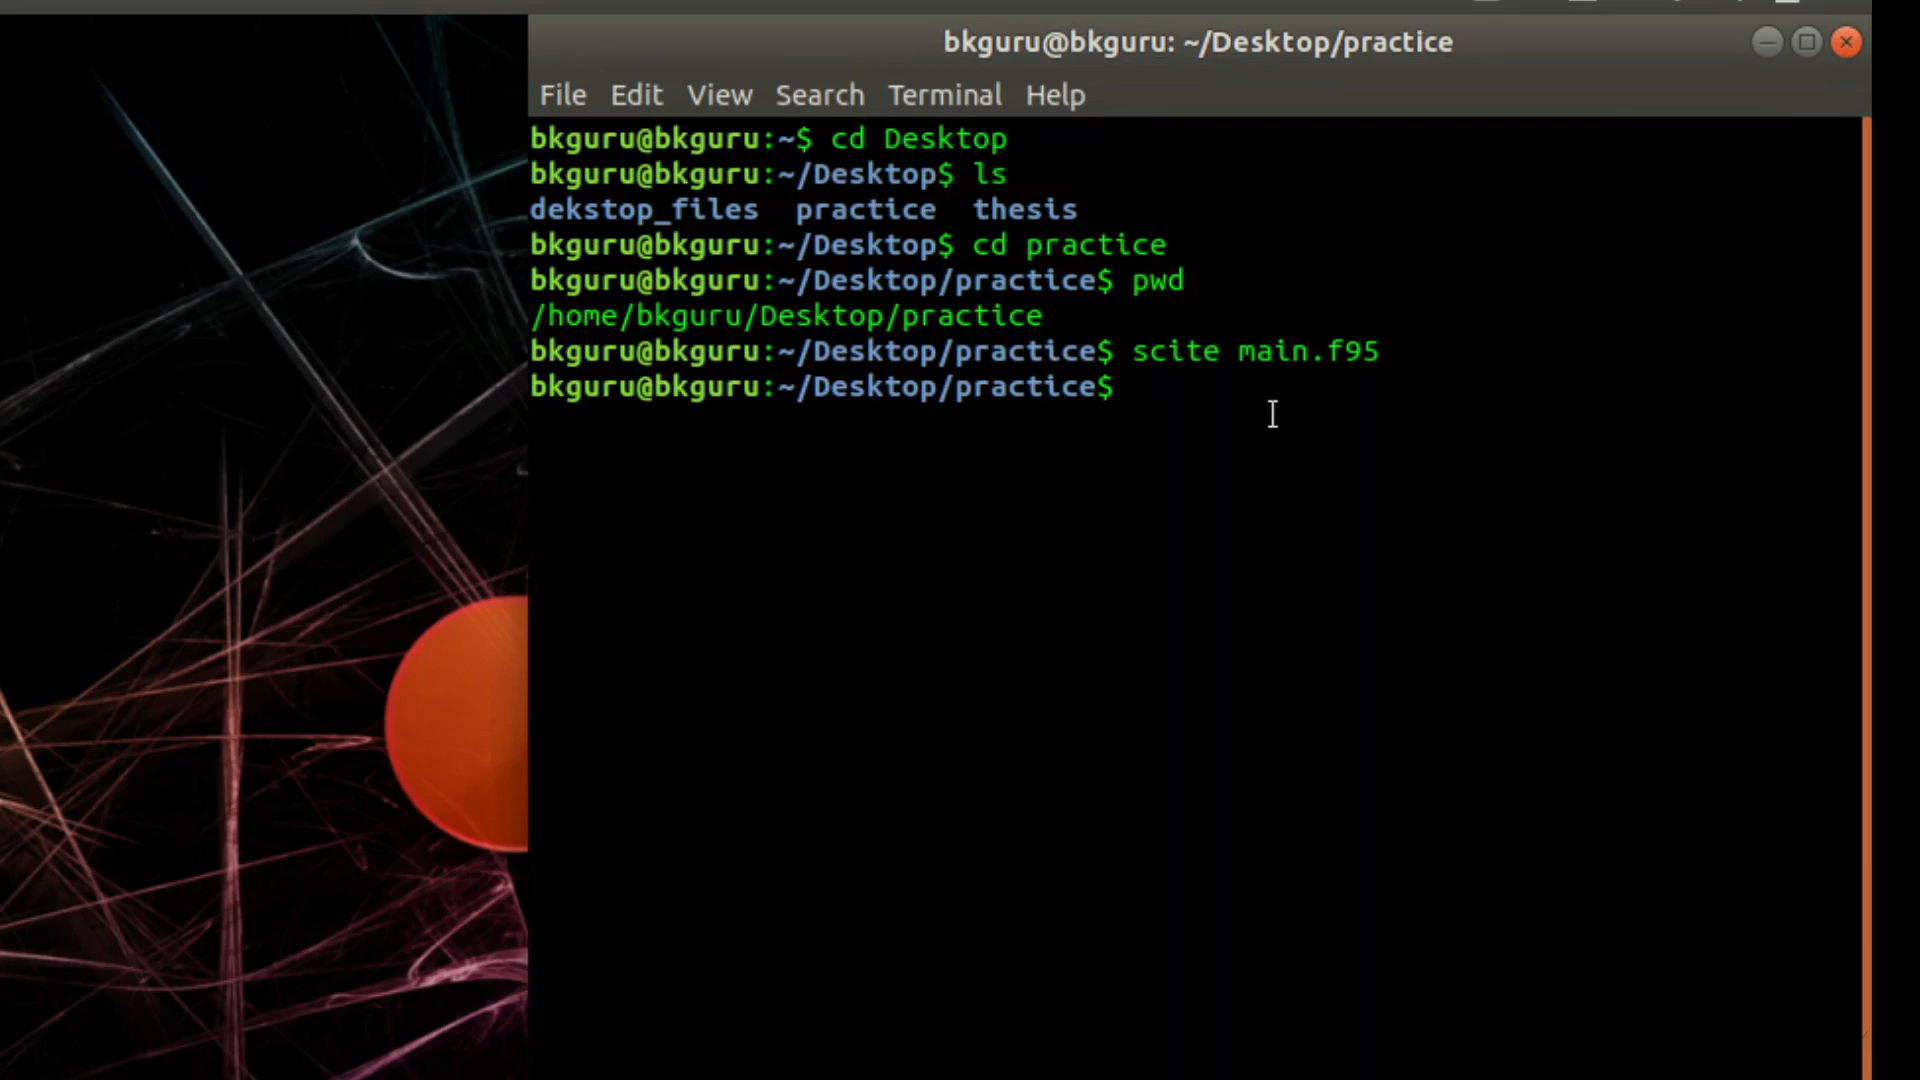 bkguru@bkguru: ~/Desktop/practice
File Edit View Search Terminal Help
bkguru@bkguru:~$ cd Desktop
bkguru@bkguru:~/Desktop$ ls
dekstop_files practice thesis
bkguru@bkguru:~/Desktop$ cd practice
bkguru@bkguru:~/Desktop/practice$ pwd
/home/bkguru/Desktop/practice
bkguru@bkguru:~/Desktop/practice$ scite main.f95
bkguru@bkguru:~/Desktop/practice$